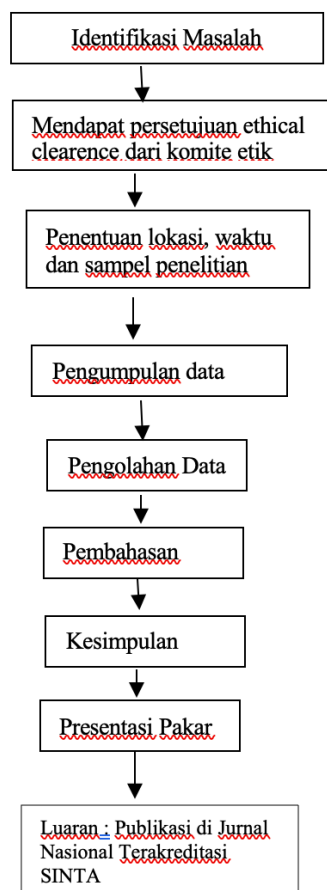 Identifikasi Masalah
Mendapat persetujuan ethical
clearence dari komite etik
Penentuan lokasi, waktu
dan sampel penelitian
Pengumpulan data
Pengolahan Data
Pembahasan
Kesimpulan
Presentasi Pakar
Luaran : Publikasi di Jurnal
Nasional Terakreditasi
SINTA